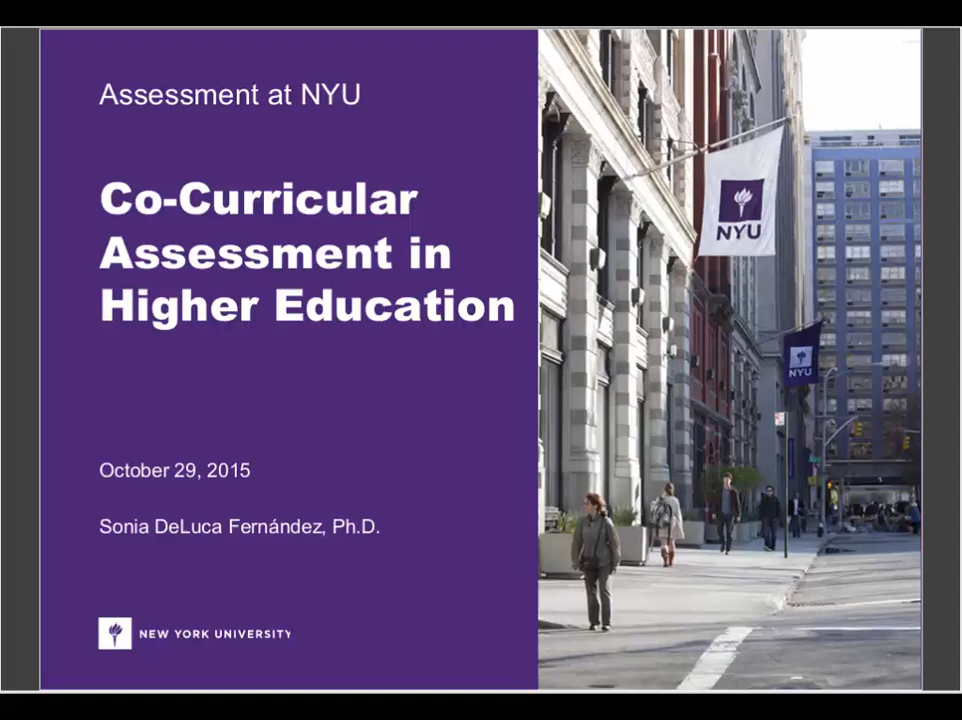 Assessment at NYU
Co-Curricular
Assessment in
Higher Education
October 29, 2015
Sonia DeLuca Fernández, Ph.D.
NEW YORK UNIVERSITY
NYU
NYU